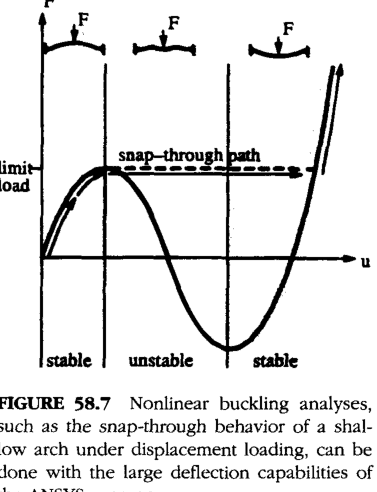 F
F
F
F
snap-through path
limit
load
u
stable
unstable
stable
FIGURE 58.7 Nonlinear buckling analyses,
such as the snap-through behavior of a shal-
low arch under displacement loading, can be
done with the large deflection capabilities of